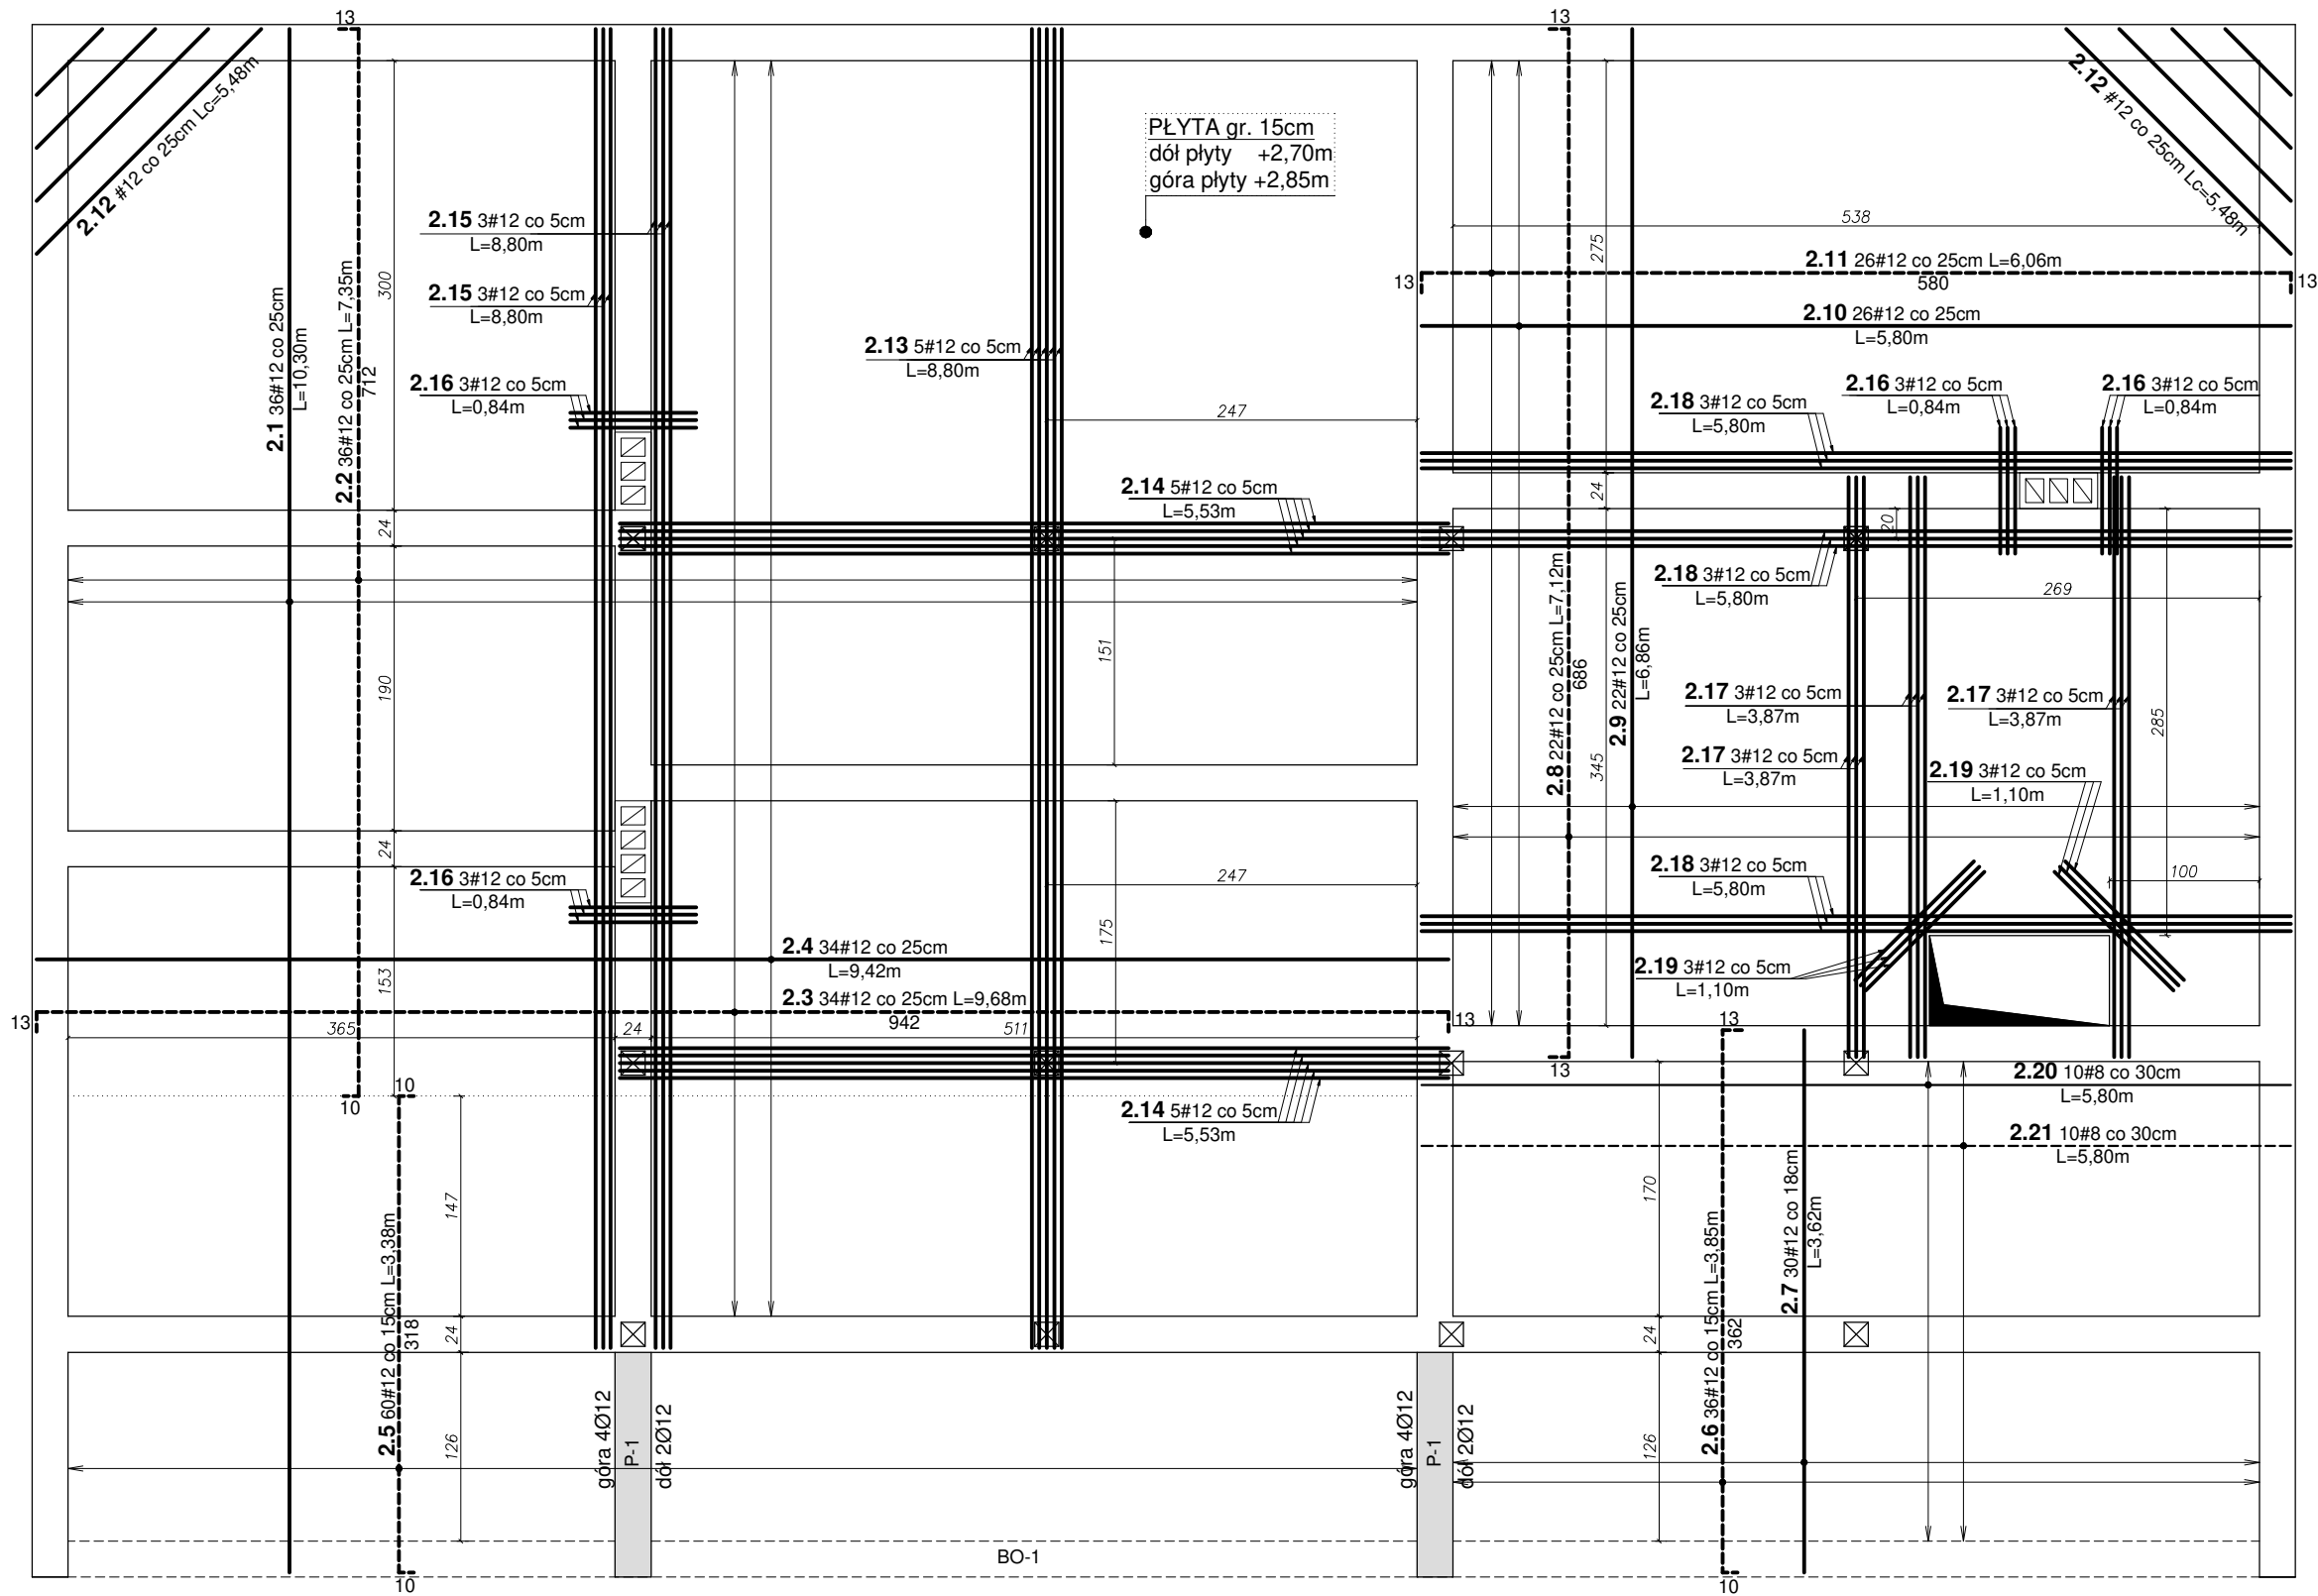 13
13
2.12 #12 co 25cm Lc=5,48m
2.12 #12 co 25cm Lc=5,48m
PŁYTA gr. 15cm
dół płyty +2,70m
góra płyty +2,85m
2.15 3#12 co 5cm
L=8,80m
2.15 3#12 co 5cm
L=8,80m
300
2.1 36#12 co 25cm
L=10,30m
2.2 36#12 co 25cm L=7,35m
712
2.16 3#12 co 5cm
L=0,84m
2.13 5#12 co 5cm
L=8,80m
247
2.14 5#12 co 5cm
L=5,53m
538
275
2.11 26#12 co 25cm L=6,06m
13
580
13
2.10 26#12 co 25cm
L=5,80m
2.18 3#12 co 5cm
L=5,80m
2.16 3#12 co 5cm
L=0,84m
2.16 3#12 co 5cm
L=0,84m
24
24
20
2.18 3#12 co 5cm
L=5,80m
269
2.8 22#12 co 25cm L=7,12m
686
2.9 22#12 co 25cm
L=6,86m
345
151
190
2.17 3#12 co 5cm
L=3,87m
2.17 3#12 co 5cm
L=3,87m
285
2.17 3#12 co 5cm
L=3,87m
2.19 3#12 co 5cm
L=1,10m
24
2.16 3#12 co 5cm
L=0,84m
247
175
2.18 3#12 co 5cm
L=5,80m
100
153
2.4 34#12 co 25cm
L=9,42m
2.19 3#12 co 5cm
L=1,10m
2.3 34#12 co 25cm L=9,68m
13
942
13
365
24
511
13
13
10
10
2.20 10#8 co 30cm
L=5,80m
2.14 5#12 co 5cm
L=5,53m
2.21 10#8 co 30cm
L=5,80m
147
170
2.5 60#12 co 15cm L=3,38m
318
24
126
2.6 36#12 co 15cm L=3,85m
362
2.7 30#12 co 18cm
L=3,62m
24
126
góra 4Ø12
P-1
dół 2Ø12
góra 4Ø12
P-1
dół 2Ø12
BO-1
10
10